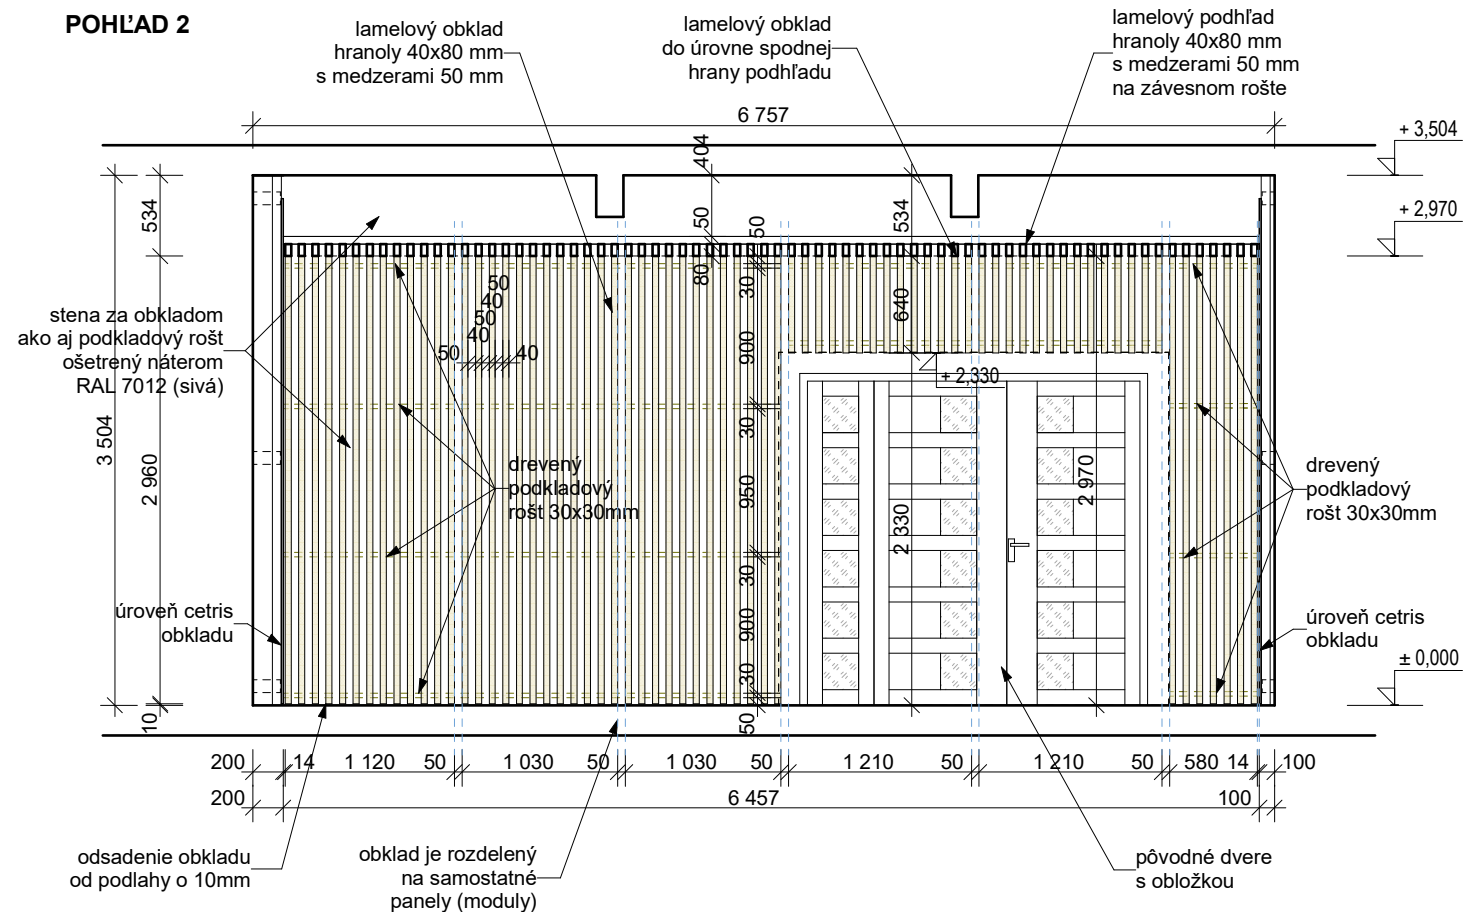 POHĽAD 2
lamelový obklad
hranoly 40x80 mm
s medzerami 50 mm
lamelový obklad
do úrovne spodnej
hrany podhľadu
lamelový podhľad
hranoly 40x80 mm
s medzerami 50 mm
na závesnom rošte
6 757
+ 3,504
+ 2,970
± 0,000
404
534
534
50
50
80
30
640
50
40
50
40
50
40
900
stena za obkladom
ako aj podkladový rošt
ošetrený náterom
RAL 7012 (sivá)
+ 2,330
3 504
2 960
30
drevený
podkladový
rošt 30x30mm
950
2 330
2 970
drevený
podkladový
rošt 30x30mm
30
úroveň cetris
obkladu
900
úroveň cetris
obkladu
30
10
50
200 14 1 120 50 1 030 50 1 030 50 1 210 50 1 210 50 580 14 100
200 6 457 100
odsadenie obkladu
od podlahy o 10mm
obklad je rozdelený
na samostatné
panely (moduly)
pôvodné dvere
s obložkou